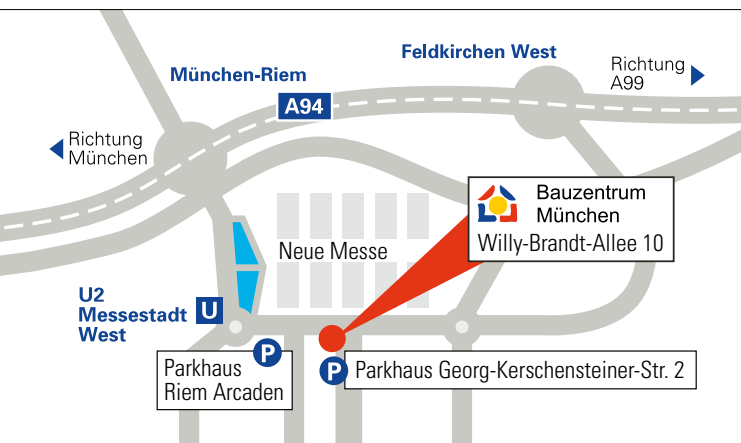 Feldkirchen West
München-Riem
Richtung
A99
A94
Richtung
München
Bauzentrum
München
Willy-Brandt-Allee 10
Neue Messe
U2
Messestadt
West
U
P
Parkhaus
Riem Arcaden
P
Parkhaus Georg-Kerschensteiner-Str. 2